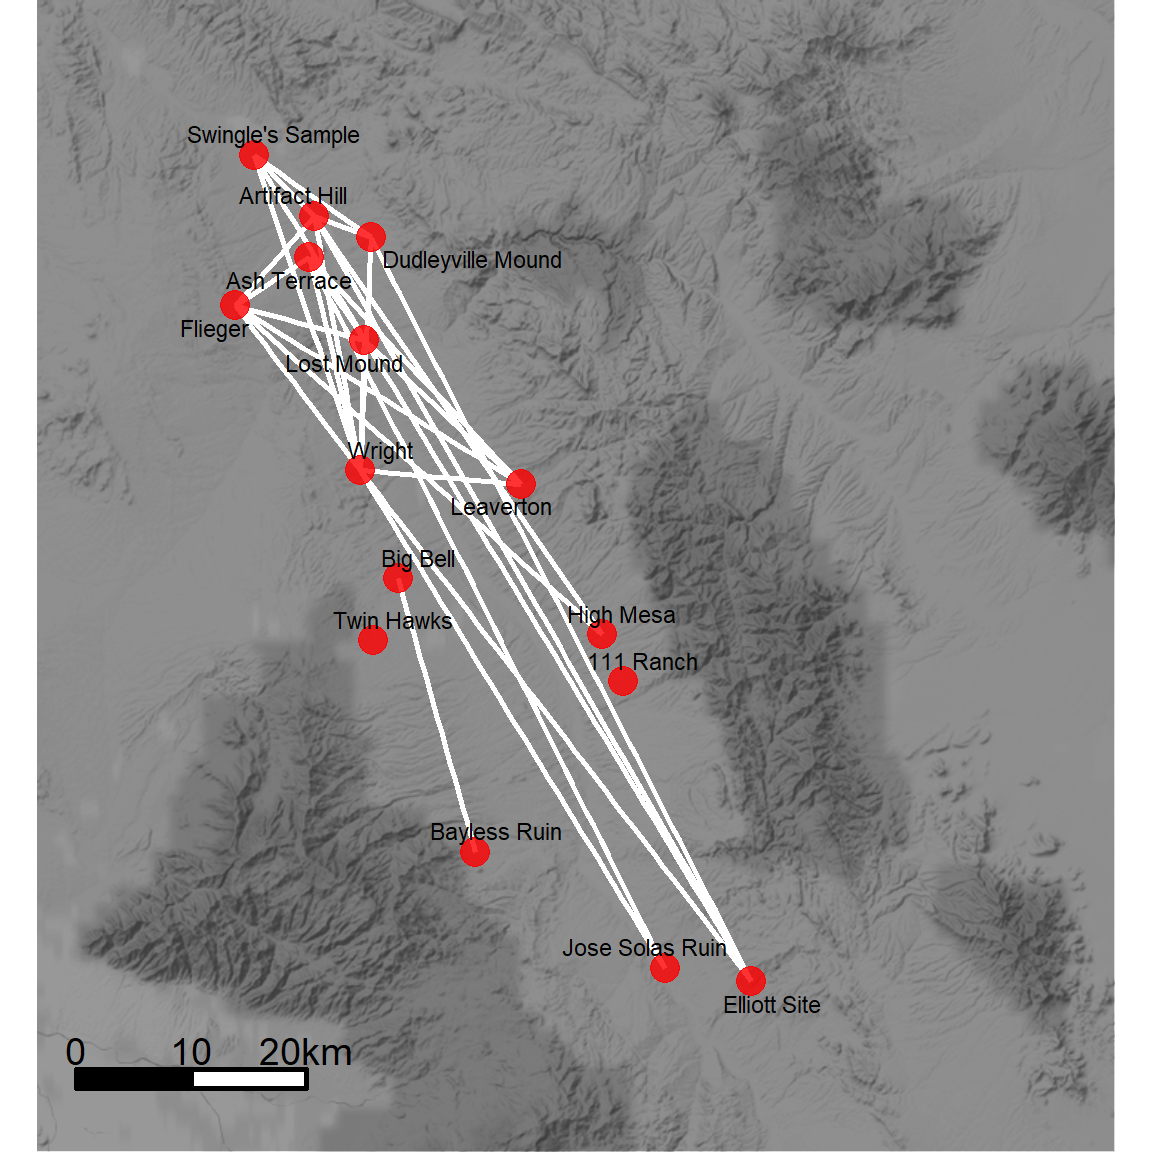 Swingle's Sample
Artifact Hill
Dudleyville Mound
Ash Terrace
Flieger
Lost Mound
Wright
Leaverton
Big Bell
High Mesa
Twin Hawks
111 Ranch
Bayless Ruin
Jose Solas Ruin
Elliott Site
0 10 20km